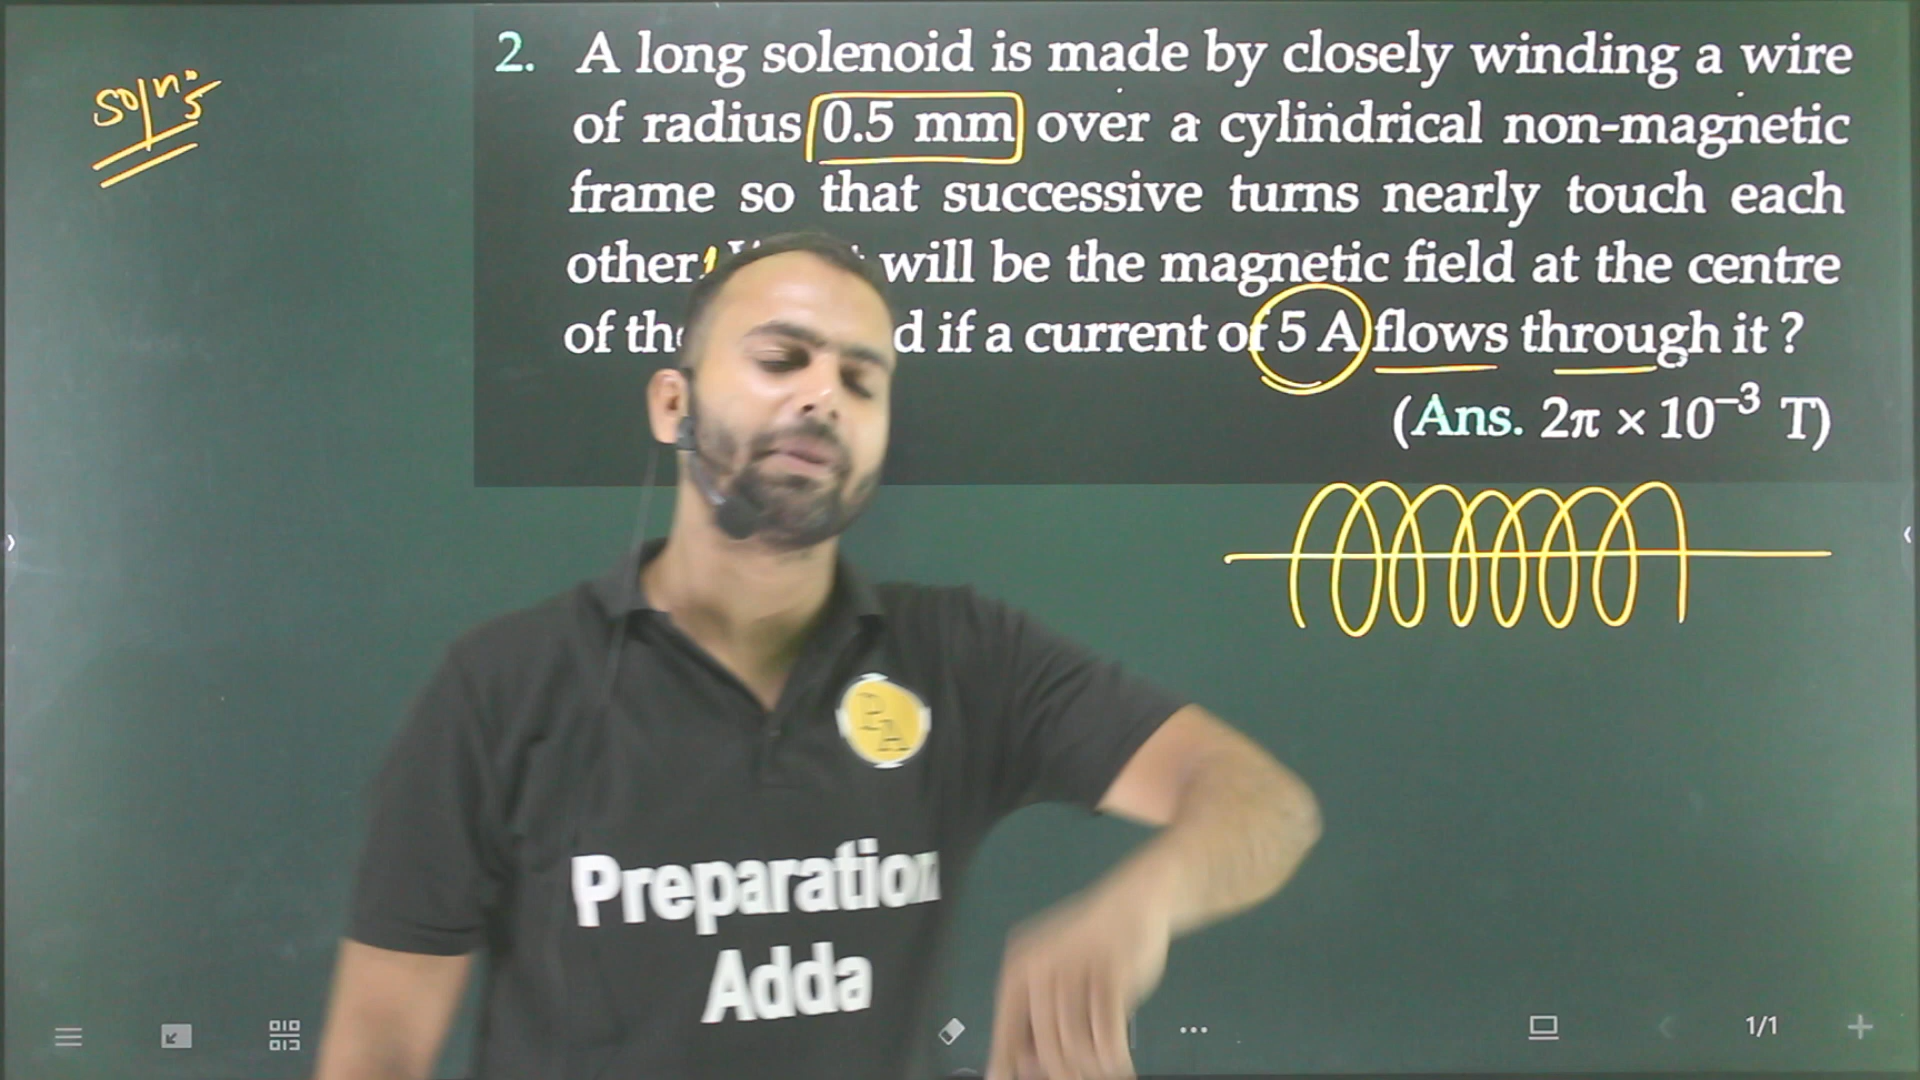 Soln:
2. A long solenoid is made by closely winding a wire
of radius 0.5 mm over a cylindrical non-magnetic
frame so that successive turns nearly touch each
other. will be the magnetic field at the centre
of if a current of 5 A flows through it ?
(Ans. 2π × 10⁻³ T)
PA
Preparation
Adda
1/1